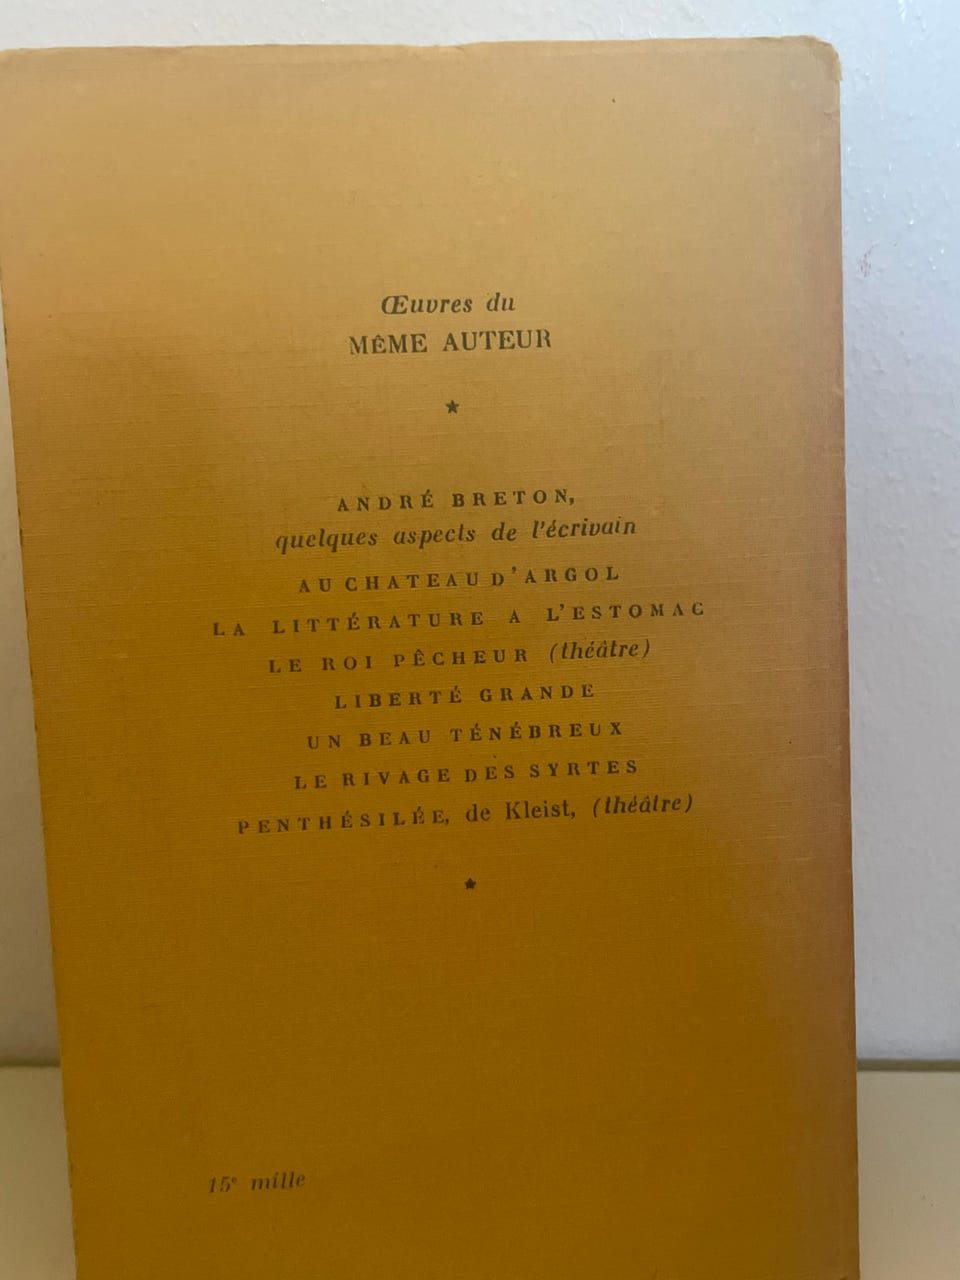 Œuvres du
MÊME AUTEUR
★
ANDRÉ BRETON,
quelques aspects de l'écrivain
AU CHATEAU D'ARGOL
LA LITTÉRATURE A L'ESTOMAC
LE ROI PÊCHEUR (théâtre)
LIBERTÉ GRANDE
UN BEAU TÉNÉBREUX
LE RIVAGE DES SYRTES
PENTHÉSILÉE, de Kleist, (théâtre)
★
15e mille